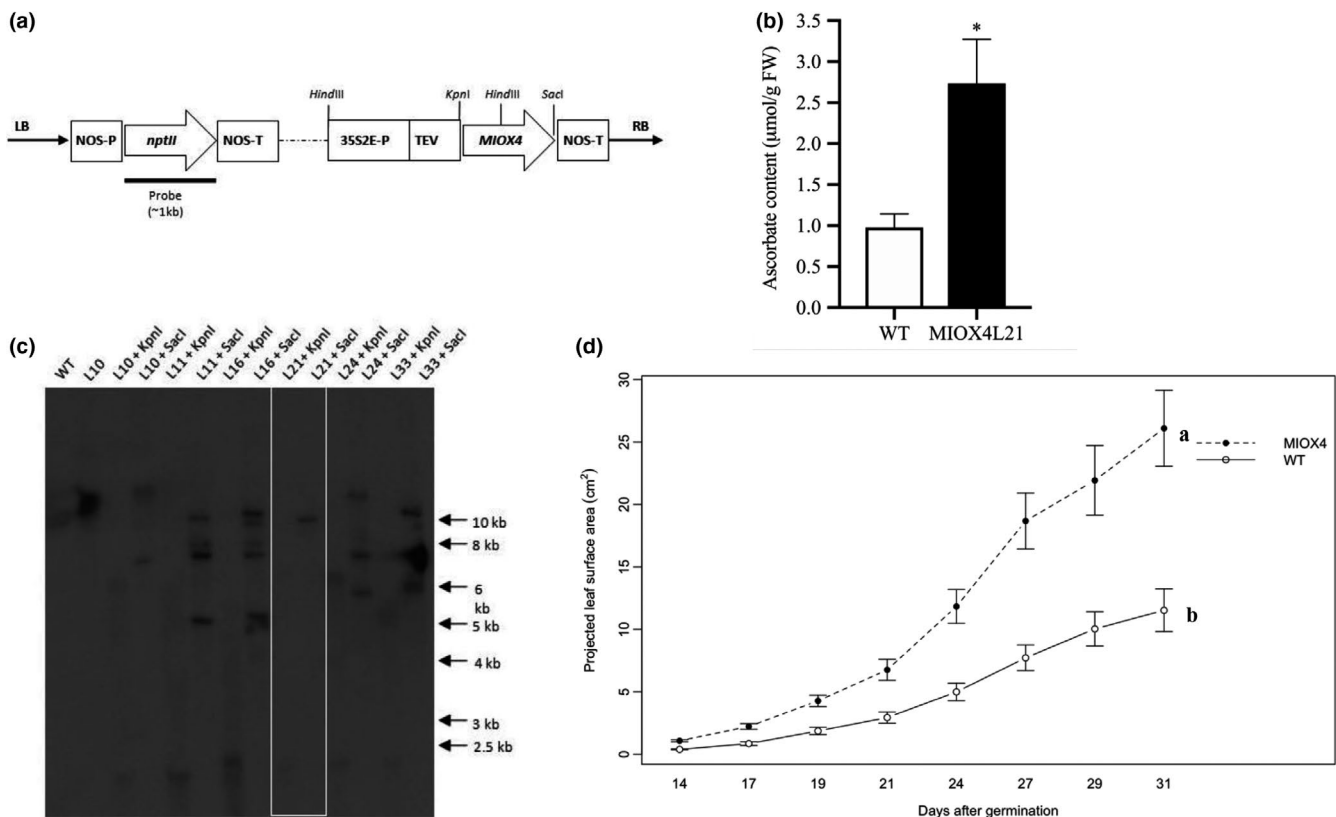 (a)
HindIII
KpnI
HindIII
SacI
LB
NOS-P
nptII
NOS-T
35S2E-P
TEV
MIOX4
NOS-T
RB
Probe
(~1kb)
(b)
Ascorbate content (µmol/g FW)
3.5
3.0
2.5
2.0
1.5
1.0
0.5
0.0
*
WT
MIOX4L21
(c)
WT
L10
L10 + KpnI
L10 + SacI
L11 + KpnI
L11 + SacI
L16 + KpnI
L16 + SacI
L21 + KpnI
L21 + SacI
L24 + KpnI
L24 + SacI
L33 + KpnI
L33 + SacI
10 kb
8 kb
6
kb
5 kb
4 kb
3 kb
2.5 kb
(d)
Projected leaf surface area (cm²)
30
25
20
15
10
5
0
a
b
MIOX4
WT
14 17 19 21 24 27 29 31
Days after germination